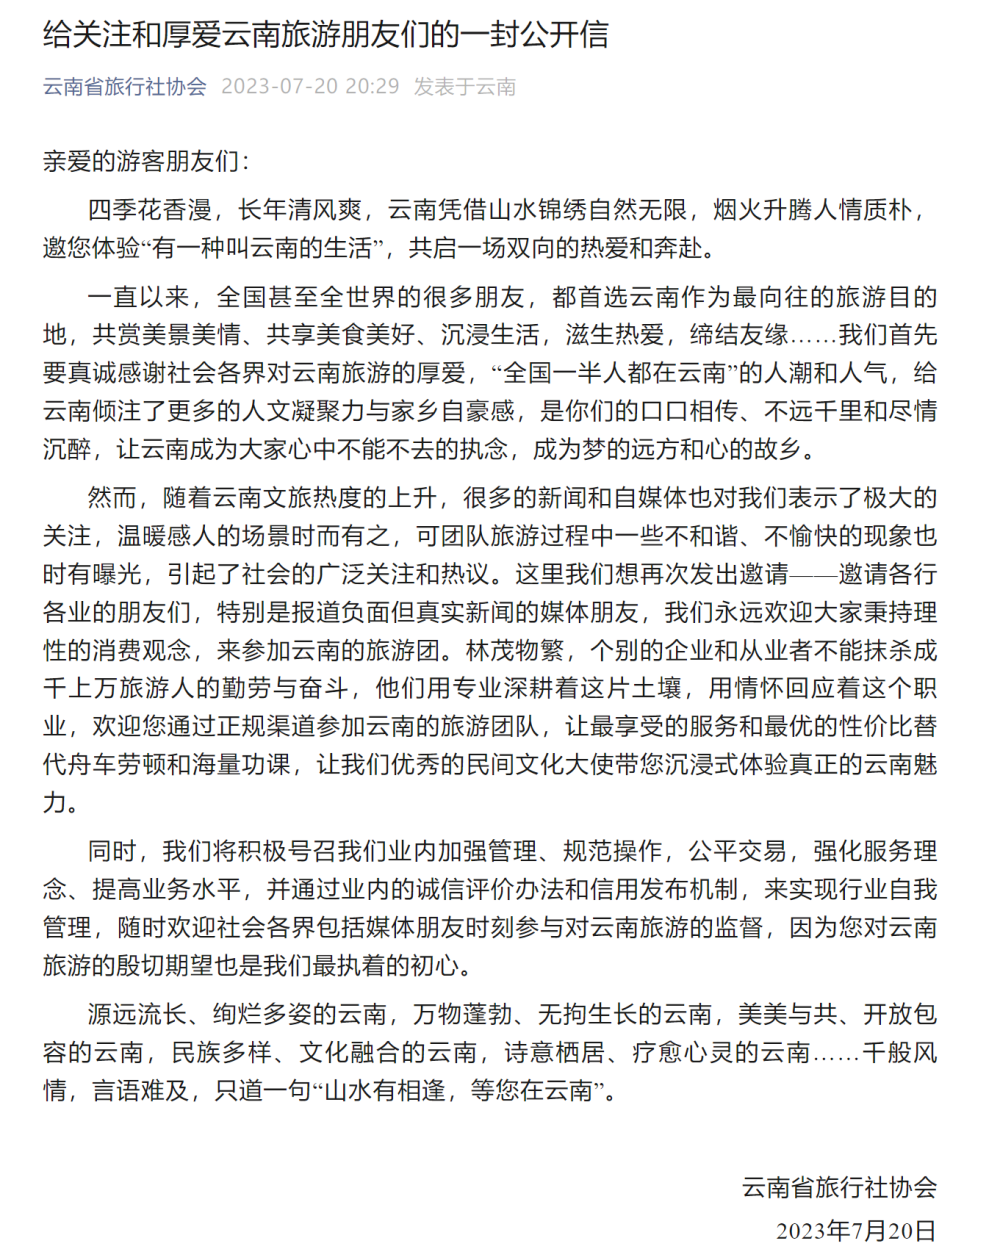 给关注和厚爱云南旅游朋友们的一封公开信
云南省旅行社协会 2023-07-20 20:29 发表于云南
亲爱的游客朋友们：
四季花香漫，长年清风爽，云南凭借山水锦绣自然无限，烟火升腾人情质朴，
邀您体验“有一种叫云南的生活”，共启一场双向的热爱和奔赴。
一直以来，全国甚至全世界的很多朋友，都首选云南作为最向往的旅游目的
地，共赏美景美情、共享美食美好、沉浸生活，滋生热爱，缔结友缘……我们首先
要真诚感谢社会各界对云南旅游的厚爱，“全国一半人都在云南”的人潮和人气，给
云南倾注了更多的人文凝聚力与家乡自豪感，是你们的口口相传、不远千里和尽情
沉醉，让云南成为大家心中不能不去的执念，成为梦的远方和心的故乡。
然而，随着云南文旅热度的上升，很多的新闻和自媒体也对我们表示了极大的
关注，温暖感人的场景时而有之，可团队旅游过程中一些不和谐、不愉快的现象也
时有曝光，引起了社会的广泛关注和热议。这里我们想再次发出邀请——邀请各行
各业的朋友们，特别是报道负面但真实新闻的媒体朋友，我们永远欢迎大家秉持理
性的消费观念，来参加云南的旅游团。林茂物繁，个别的企业和从业者不能抹杀成
千上万旅游人的勤劳与奋斗，他们用专业深耕着这片土壤，用情怀回应着这个职
业，欢迎您通过正规渠道参加云南的旅游团队，让最享受的服务和最优的性价比替
代舟车劳顿和海量功课，让我们优秀的民间文化大使带您沉浸式体验真正的云南魅
力。
同时，我们将积极号召我们业内加强管理、规范操作，公平交易，强化服务理
念、提高业务水平，并通过业内的诚信评价办法和信用发布机制，来实现行业自我
管理，随时欢迎社会各界包括媒体朋友时刻参与对云南旅游的监督，因为您对云南
旅游的殷切期望也是我们最执着的初心。
源远流长、绚烂多姿的云南，万物蓬勃、无拘生长的云南，美美与共、开放包
容的云南，民族多样、文化融合的云南，诗意栖居、疗愈心灵的云南……千般风
情，言语难及，只道一句“山水有相逢，等您在云南”。
云南省旅行社协会
2023年7月20日